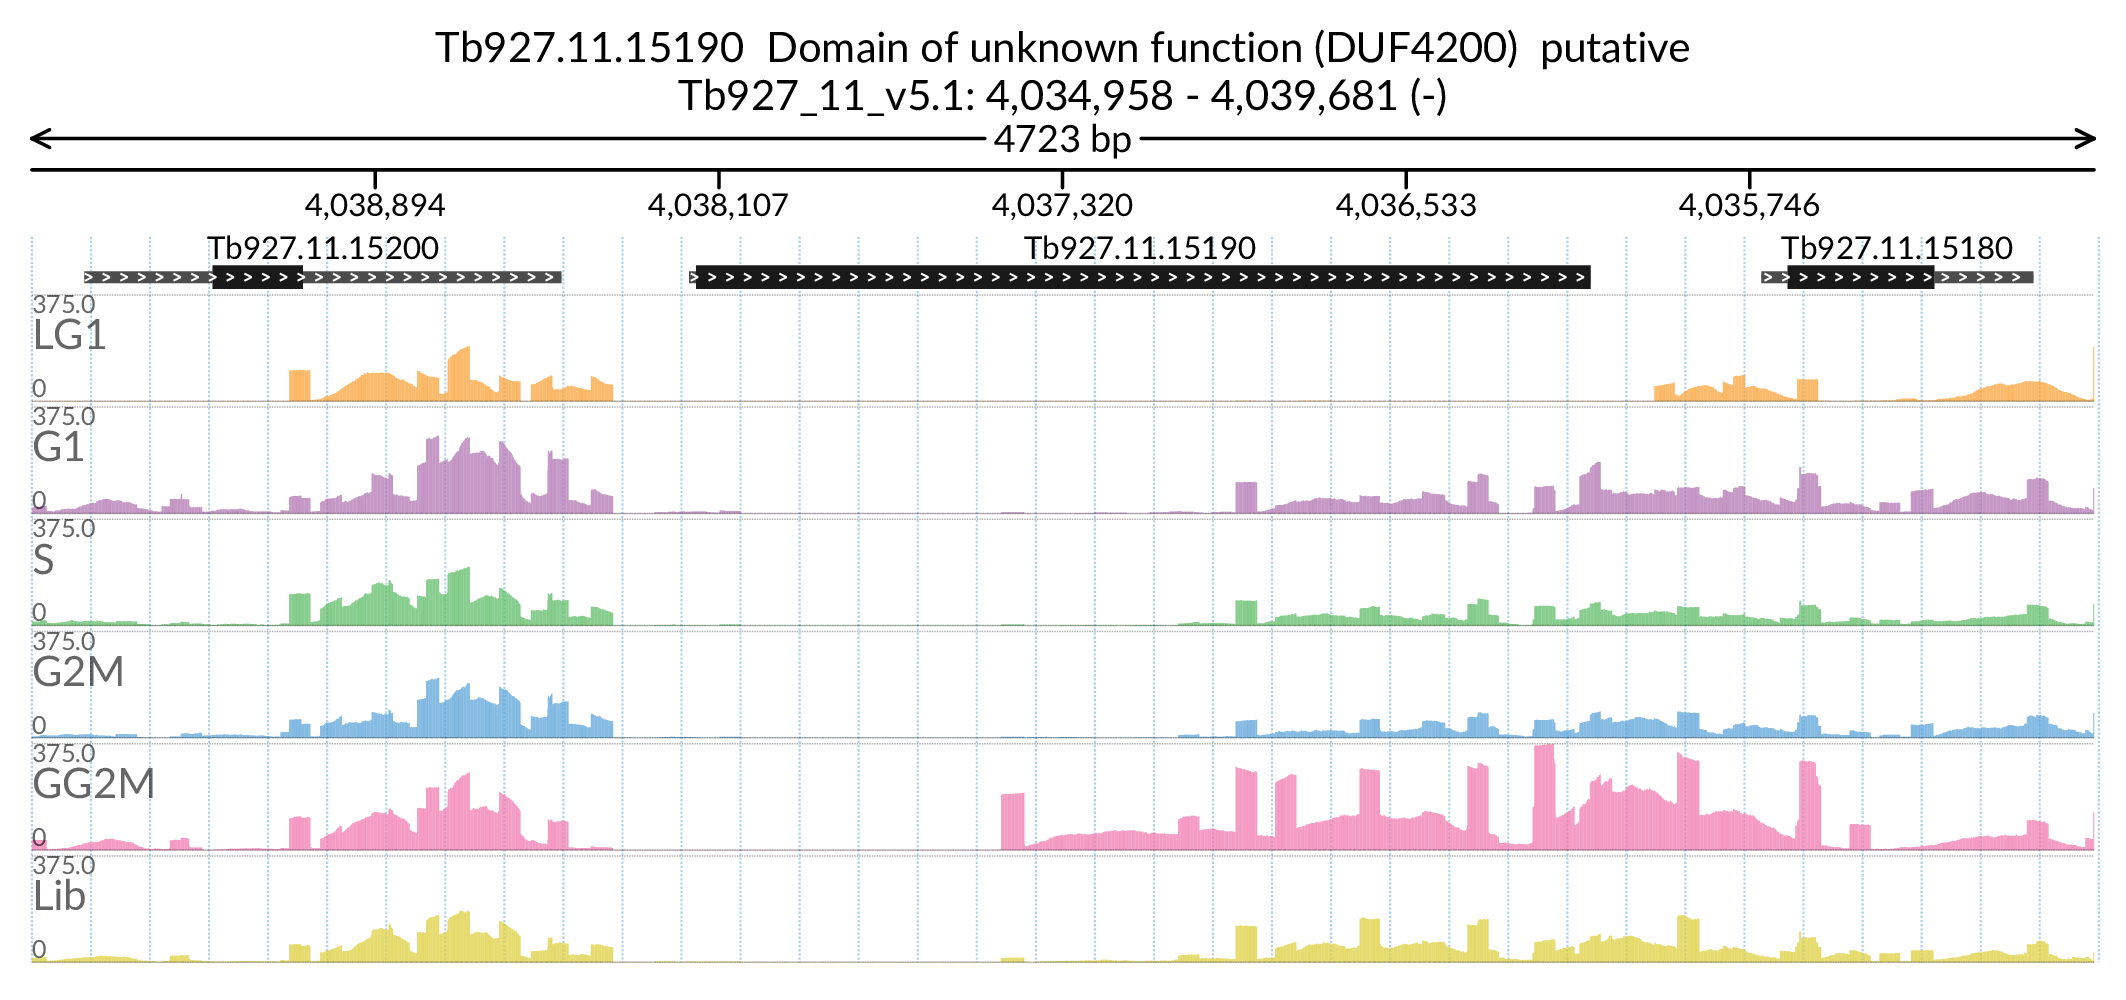 Tb927.11.15190 Domain of unknown function (DUF4200) putative
Tb927_11_v5.1: 4,034,958 - 4,039,681 (-)
4723 bp
4,038,894 4,038,107 4,037,320 4,036,533 4,035,746
Tb927.11.15200 Tb927.11.15190 Tb927.11.15180
375.0
LG1
0
375.0
G1
0
375.0
S
0
375.0
G2M
0
375.0
GG2M
0
375.0
Lib
0